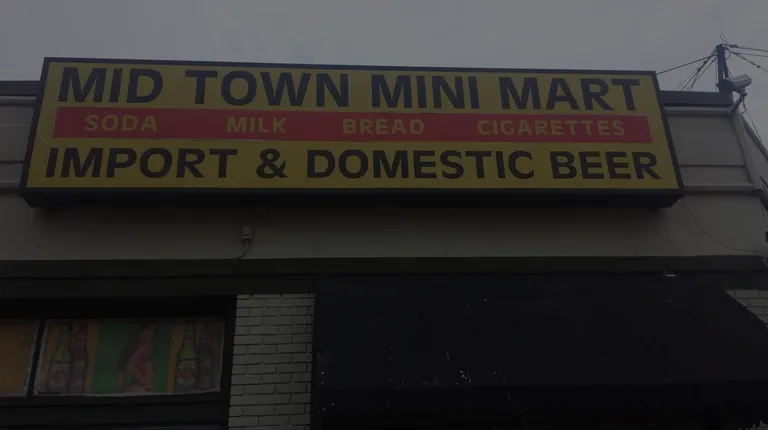 MID TOWN MINI MART
SODA MILK BREAD CIGARETTES
IMPORT & DOMESTIC BEER